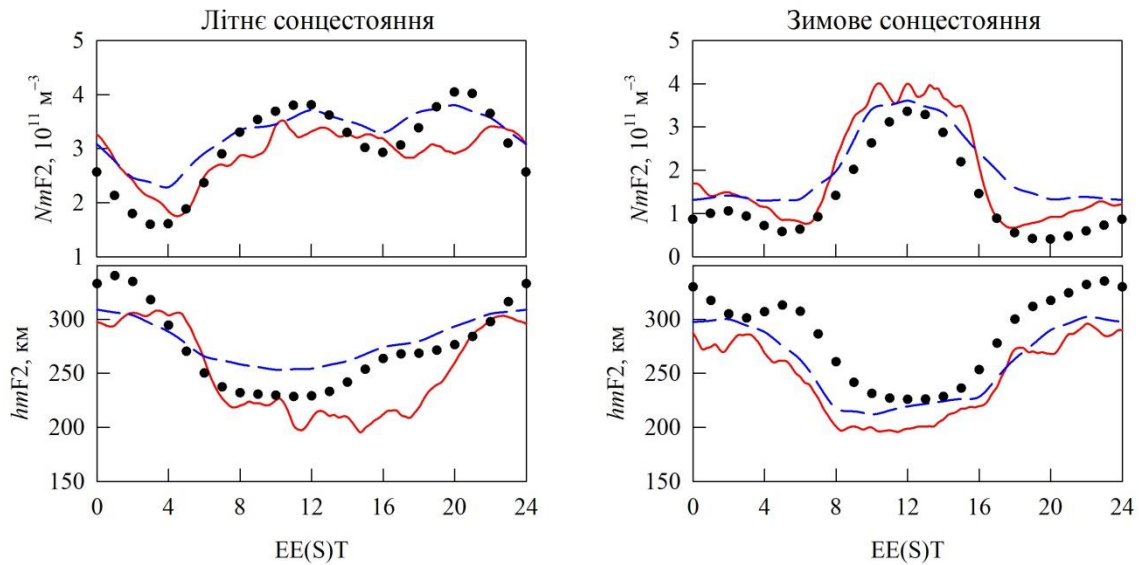 Літнє сонцестояння
Зимове сонцестояння
5
4
3
2
1
NmF2, 10¹¹ м⁻³
5
4
3
2
1
0
NmF2, 10¹¹ м⁻³
300
250
200
150
hmF2, км
0 4 8 12 16 20 24
EE(S)T
300
250
200
150
hmF2, км
0 4 8 12 16 20 24
EE(S)T